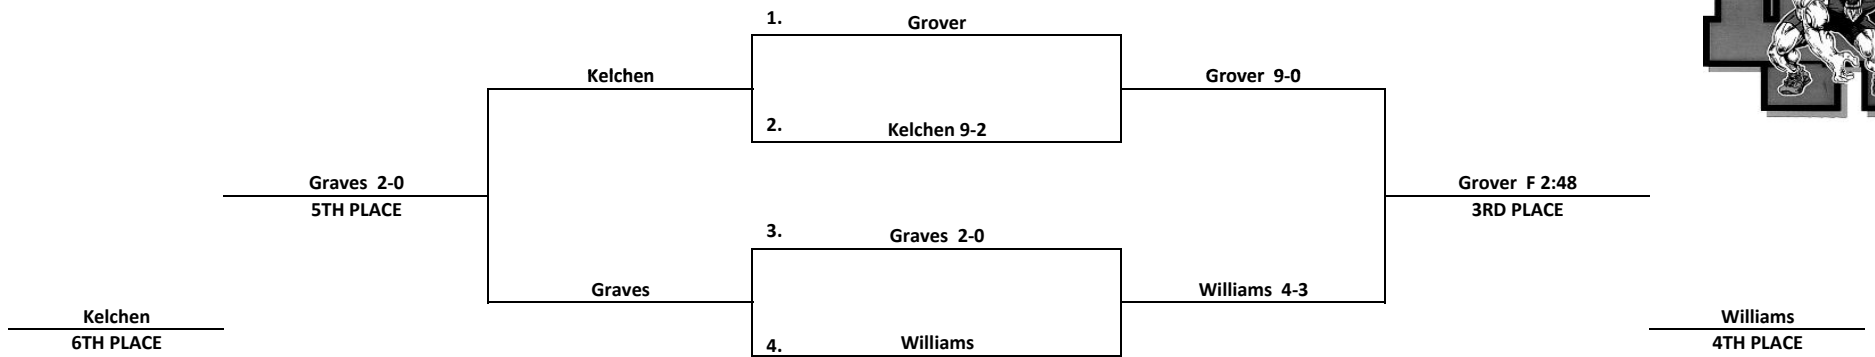 1. Grover
Kelchen
Grover 9-0
2. Kelchen 9-2
Graves 2-0
5TH PLACE
Grover F 2:48
3RD PLACE
3. Graves 2-0
Graves
Williams 4-3
Kelchen
6TH PLACE
4. Williams
Williams
4TH PLACE